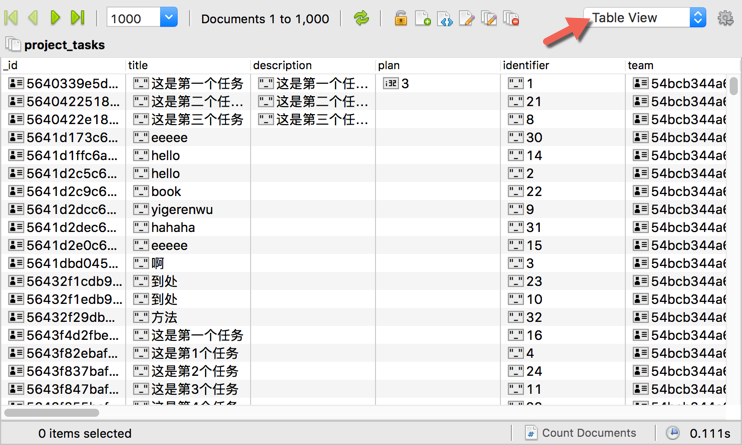 1000 Documents 1 to 1,000 Table View
project_tasks
_id title description plan identifier team
5640339e5d... "_" 这是第一个任务 "_" 这是第一个任... i32 3 "_" 1 54bcb344a6
5640422518... "_" 这是第二个任... "_" 这是第二个任... "_" 21 54bcb344a6
5640422e18... "_" 这是第三个任务 "_" 这是第三个任... "_" 8 54bcb344a6
5641d173c6... "_" eeeee "_" 30 54bcb344a6
5641d1ffc6a... "_" hello "_" 14 54bcb344a6
5641d2c5c6... "_" hello "_" 2 54bcb344a6
5641d2c9c6... "_" book "_" 22 54bcb344a6
5641d2dcc6... "_" yigerenwu "_" 9 54bcb344a6
5641d2dec6... "_" hahaha "_" 31 54bcb344a6
5641d2e0c6... "_" eeeee "_" 15 54bcb344a6
5641dbd045... "_" 啊 "_" 3 54bcb344a6
56432f1cdb9... "_" 到处 "_" 23 54bcb344a6
56432f1edb9... "_" 到处 "_" 10 54bcb344a6
56432f29db... "_" 方法 "_" 32 54bcb344a6
5643f4d2fbe... "_" 这是第一个任务 "_" 16 54bcb344a6
5643f82ebaf... "_" 这是第1个任务 "_" 4 54bcb344a6
5643f837baf... "_" 这是第2个任务 "_" 24 54bcb344a6
5643f847baf... "_" 这是第3个任务 "_" 11 54bcb344a6
0 items selected Count Documents 0.111s